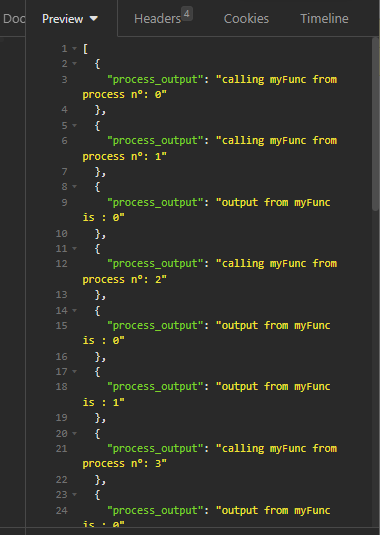 Doc Preview Headers 4 Cookies Timeline
1 [
2 {
3 "process_output": "calling myFunc from
process nº: 0"
4 },
5 {
6 "process_output": "calling myFunc from
process nº: 1"
7 },
8 {
9 "process_output": "output from myFunc
is : 0"
10 },
11 {
12 "process_output": "calling myFunc from
process nº: 2"
13 },
14 {
15 "process_output": "output from myFunc
is : 0"
16 },
17 {
18 "process_output": "output from myFunc
is : 1"
19 },
20 {
21 "process_output": "calling myFunc from
process nº: 3"
22 },
23 {
24 "process_output": "output from myFunc
is : 0"